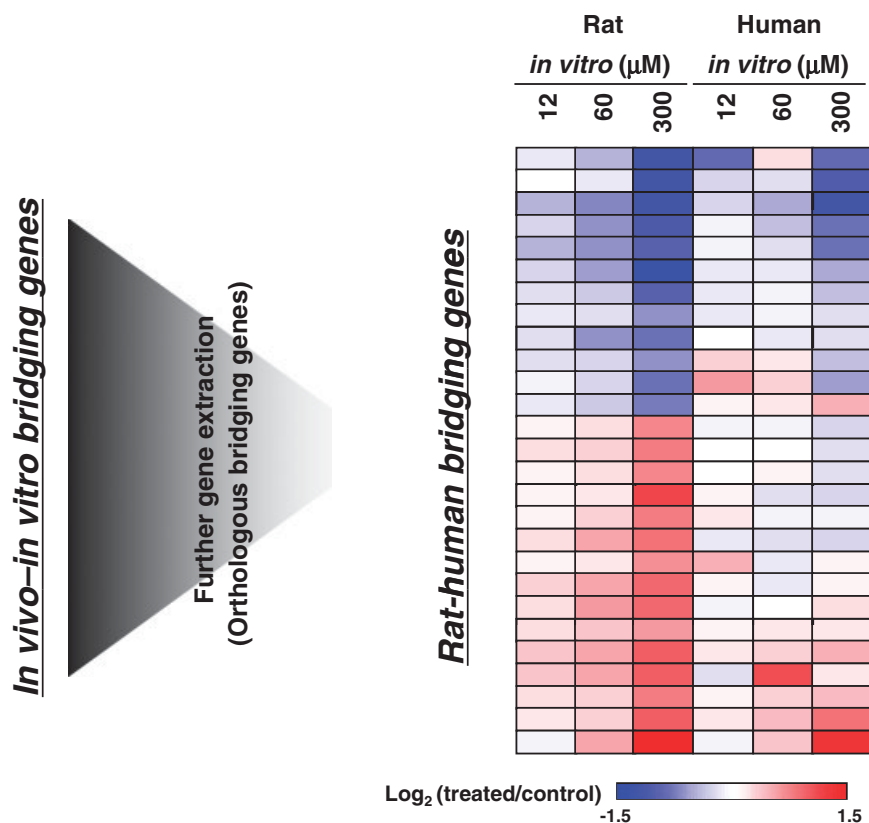 Rat Human
in vitro (µM) in vitro (µM)
12 60 300 12 60 300
In vivo–in vitro bridging genes
Further gene extraction
(Orthologous bridging genes)
Rat-human bridging genes
Log₂ (treated/control)
-1.5 1.5